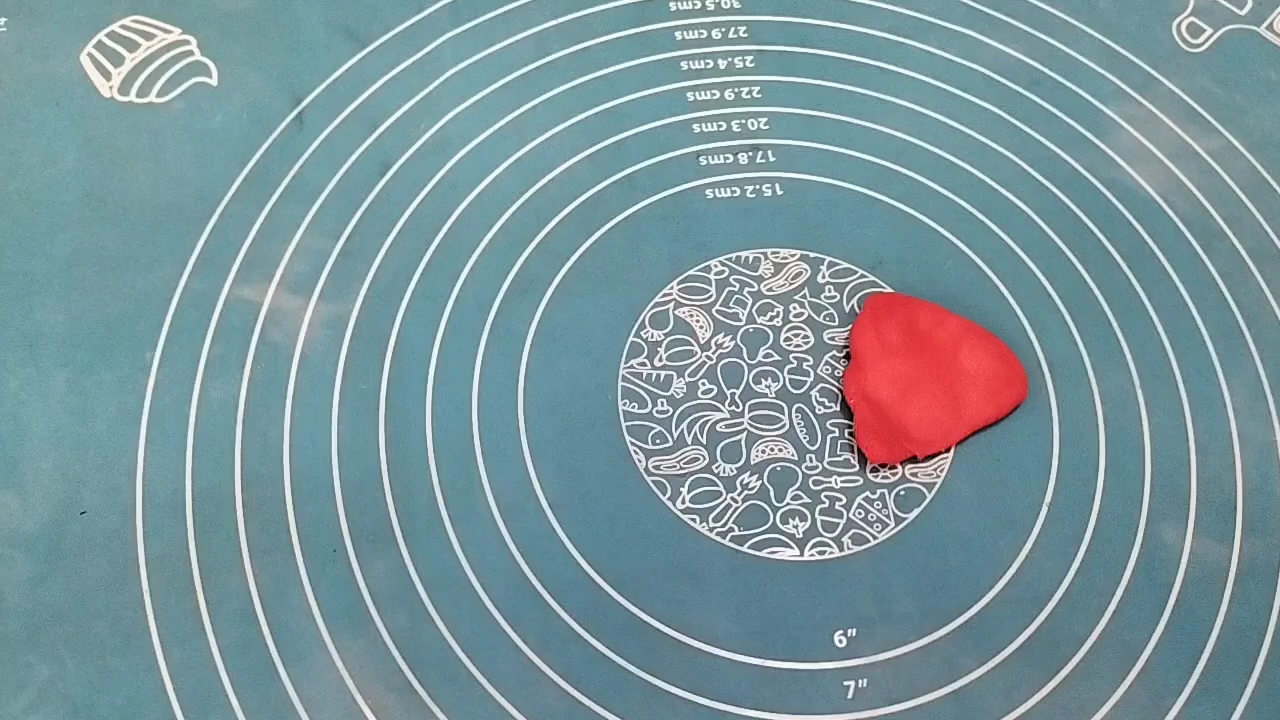 30.5 cms
27.9 cms
25.4 cms
22.9 cms
20.3 cms
17.8 cms
15.2 cms
6"
7"